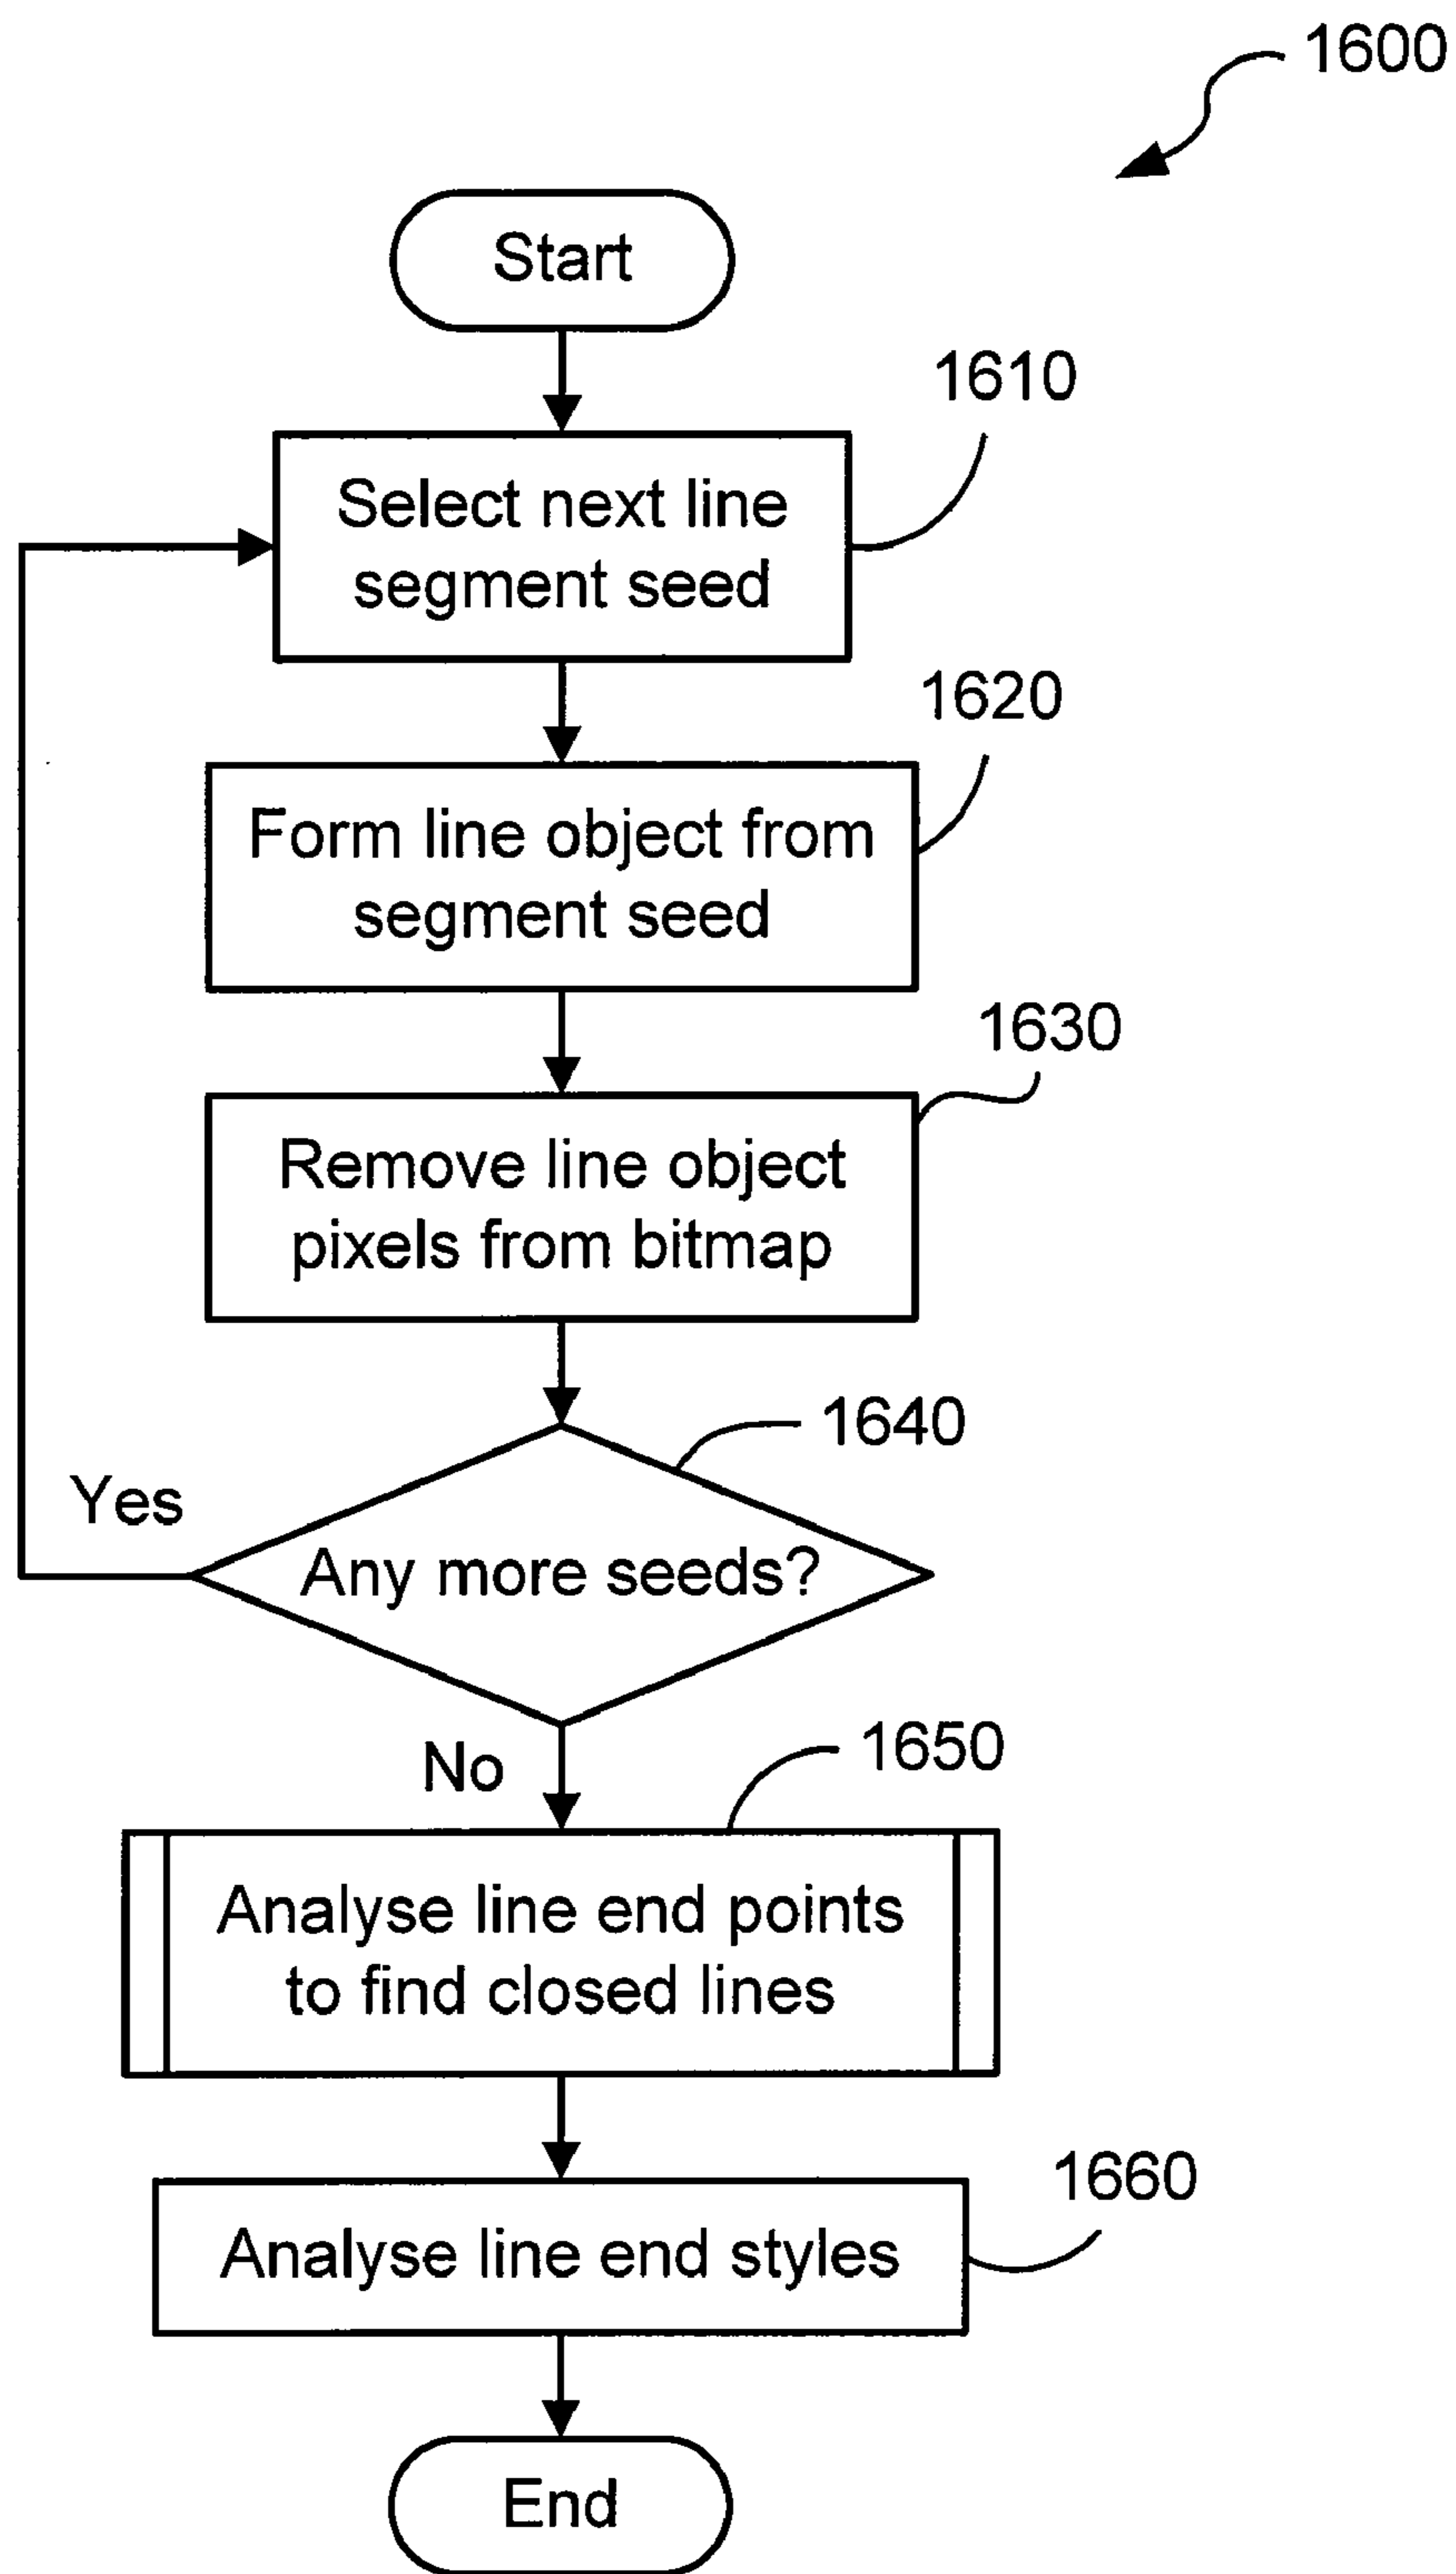 1600
Start
1610
Select next line
segment seed
1620
Form line object from
segment seed
1630
Remove line object
pixels from bitmap
1640
Yes
Any more seeds?
No
1650
Analyse line end points
to find closed lines
1660
Analyse line end styles
End